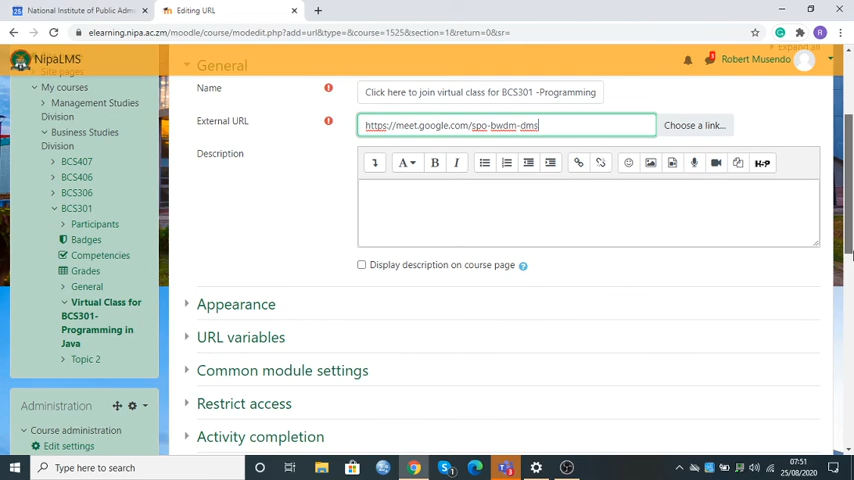 National Institute of Public Admi
Editing URL
elearning.nipa.ac.zm/moodle/course/modedit.php?add=url&type=&course=1525&section=1&return=0&sr=
R
NipaLMS
Robert Musendo
Site pages
My courses
Management Studies
Division
Business Studies
Division
BCS407
BCS406
BCS306
BCS301
Participants
Badges
Competencies
Grades
General
Virtual Class for
BCS301-
Programming in
Java
Topic 2
Administration
Course administration
Edit settings
Expand all
General
Name
Click here to join virtual class for BCS301 -Programming
External URL
https://meet.google.com/spo-bwdm-dms
Choose a link...
Description
A
B
I
H-P
Display description on course page
Appearance
URL variables
Common module settings
Restrict access
Activity completion
Type here to search
07:51
25/08/2020